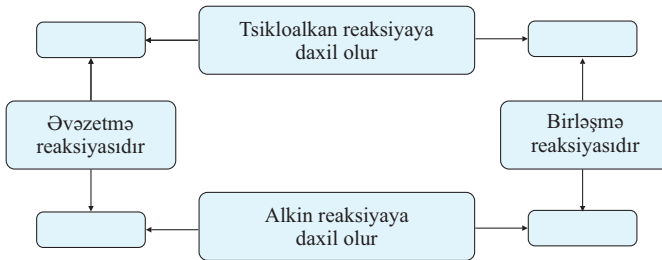 Tsikloalkan reaksiyaya
daxil olur
Əvəzetmə
reaksiyasıdır
Birləşmə
reaksiyasıdır
Alkin reaksiyaya
daxil olur